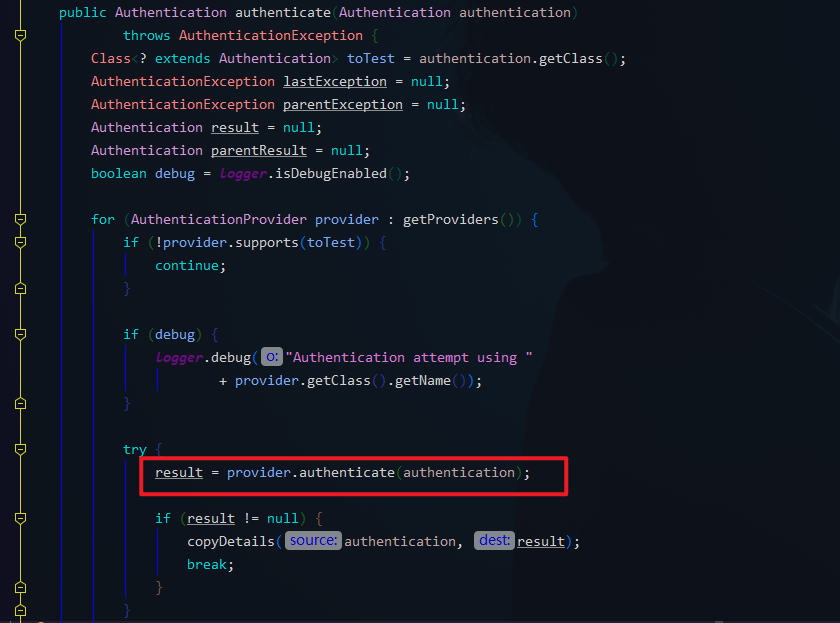 public Authentication authenticate(Authentication authentication)
throws AuthenticationException {
Class<? extends Authentication> toTest = authentication.getClass();
AuthenticationException lastException = null;
AuthenticationException parentException = null;
Authentication result = null;
Authentication parentResult = null;
boolean debug = Logger.isDebugEnabled();
for (AuthenticationProvider provider : getProviders()) {
if (!provider.supports(toTest)) {
continue;
}
if (debug) {
Logger.debug( o: "Authentication attempt using "
+ provider.getClass().getName());
}
try {
result = provider.authenticate(authentication);
if (result != null) {
copyDetails( source: authentication, dest: result);
break;
}
}